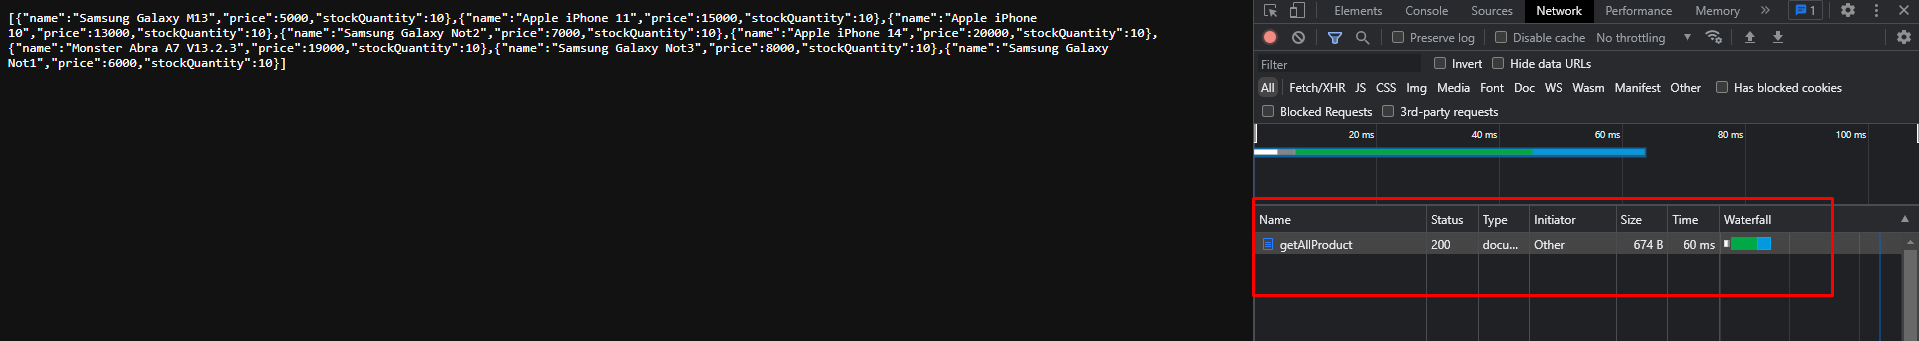 [{"name":"Samsung Galaxy M13","price":5000,"stockQuantity":10},{"name":"Apple iPhone 11","price":15000,"stockQuantity":10},{"name":"Apple iPhone
10","price":13000,"stockQuantity":10},{"name":"Samsung Galaxy Not2","price":7000,"stockQuantity":10},{"name":"Apple iPhone 14","price":20000,"stockQuantity":10},
{"name":"Monster Abra A7 V13.2.3","price":19000,"stockQuantity":10},{"name":"Samsung Galaxy Not3","price":8000,"stockQuantity":10},{"name":"Samsung Galaxy
Not1","price":6000,"stockQuantity":10}]
Elements Console Sources Network Performance Memory » 1
Preserve log Disable cache No throttling
Filter Invert Hide data URLs
All Fetch/XHR JS CSS Img Media Font Doc WS Wasm Manifest Other Has blocked cookies
Blocked Requests 3rd-party requests
20 ms 40 ms 60 ms 80 ms 100 ms
Name Status Type Initiator Size Time Waterfall
getAllProduct 200 docu... Other 674 B 60 ms